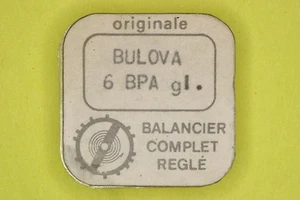 originale
BULOVA
6 BPA gl.
BALANCIER
COMPLET
REGLÉ